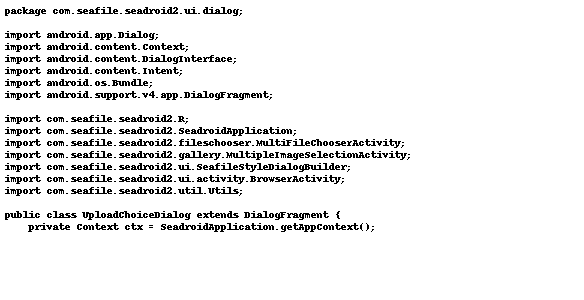 package com.seafile.seadroid2.ui.dialog;

import android.app.Dialog;
import android.content.Context;
import android.content.DialogInterface;
import android.content.Intent;
import android.os.Bundle;
import android.support.v4.app.DialogFragment;

import com.seafile.seadroid2.R;
import com.seafile.seadroid2.SeadroidApplication;
import com.seafile.seadroid2.fileschooser.MultiFileChooserActivity;
import com.seafile.seadroid2.gallery.MultipleImageSelectionActivity;
import com.seafile.seadroid2.ui.SeafileStyleDialogBuilder;
import com.seafile.seadroid2.ui.activity.BrowserActivity;
import com.seafile.seadroid2.util.Utils;

public class UploadChoiceDialog extends DialogFragment {
    private Context ctx = SeadroidApplication.getAppContext();